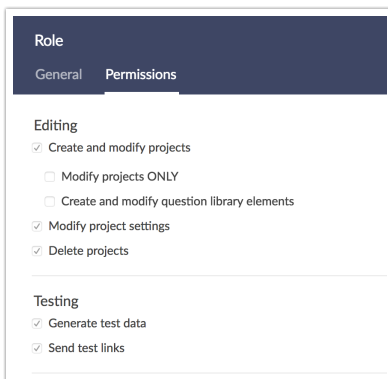 Role
General Permissions
Editing
Create and modify projects
Modify projects ONLY
Create and modify question library elements
Modify project settings
Delete projects
Testing
Generate test data
Send test links